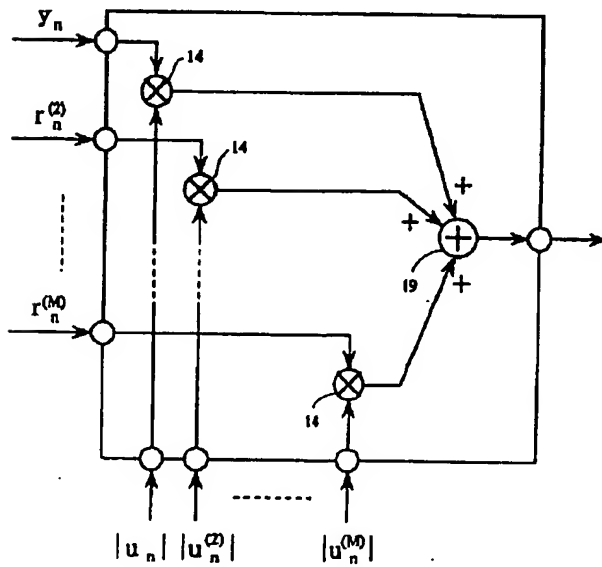 y_n
14
r_n^(2)
14
+
+
+
19
+
r_n^(M)
14
|u_n| |u_n^(2)| |u_n^(M)|